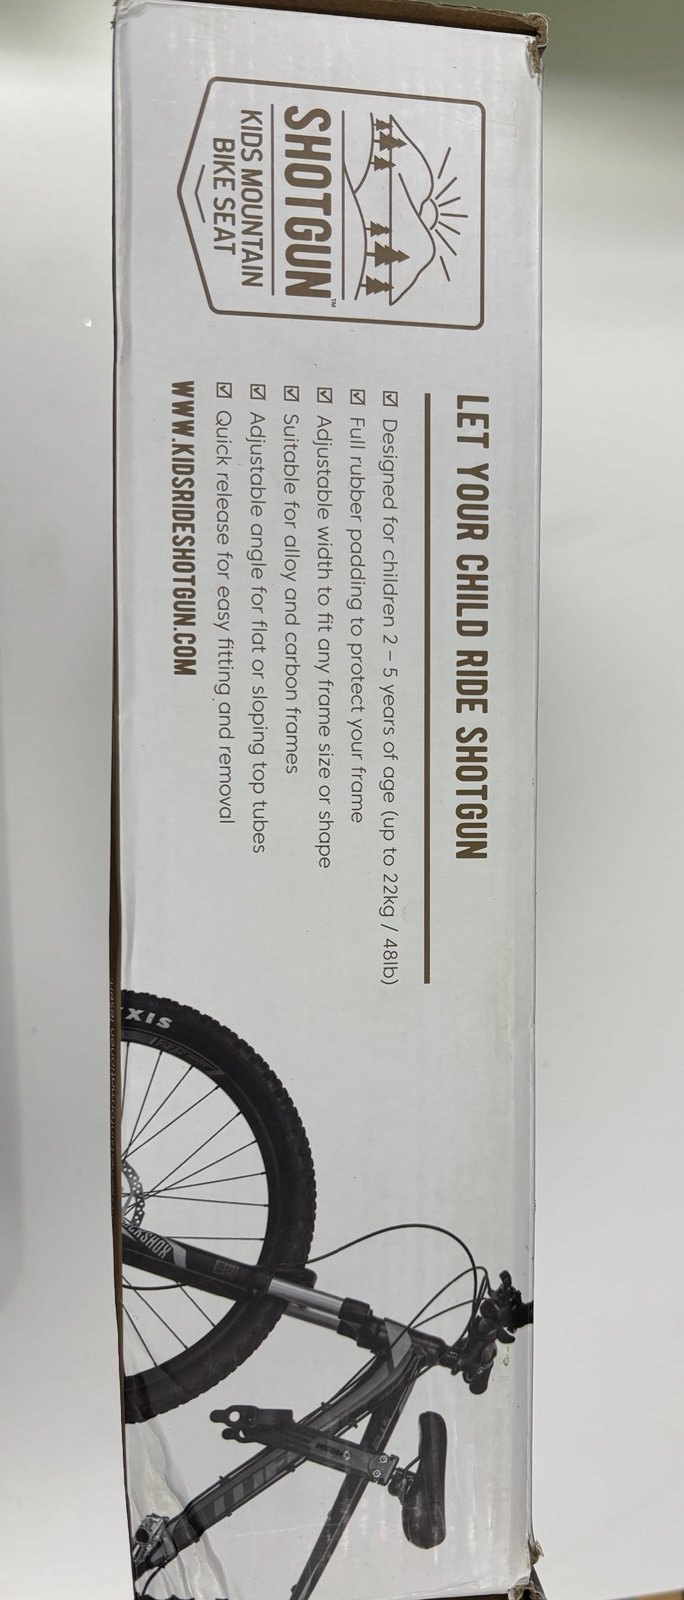 SHOTGUN™
KIDS MOUNTAIN
BIKE SEAT
LET YOUR CHILD RIDE SHOTGUN
☑ Designed for children 2 – 5 years of age (up to 22kg / 48lb)
☑ Full rubber padding to protect your frame
☑ Adjustable width to fit any frame size or shape
☑ Suitable for alloy and carbon frames
☑ Adjustable angle for flat or sloping top tubes
☑ Quick release for easy fitting and removal
WWW.KIDSRIDESHOTGUN.COM
XIS